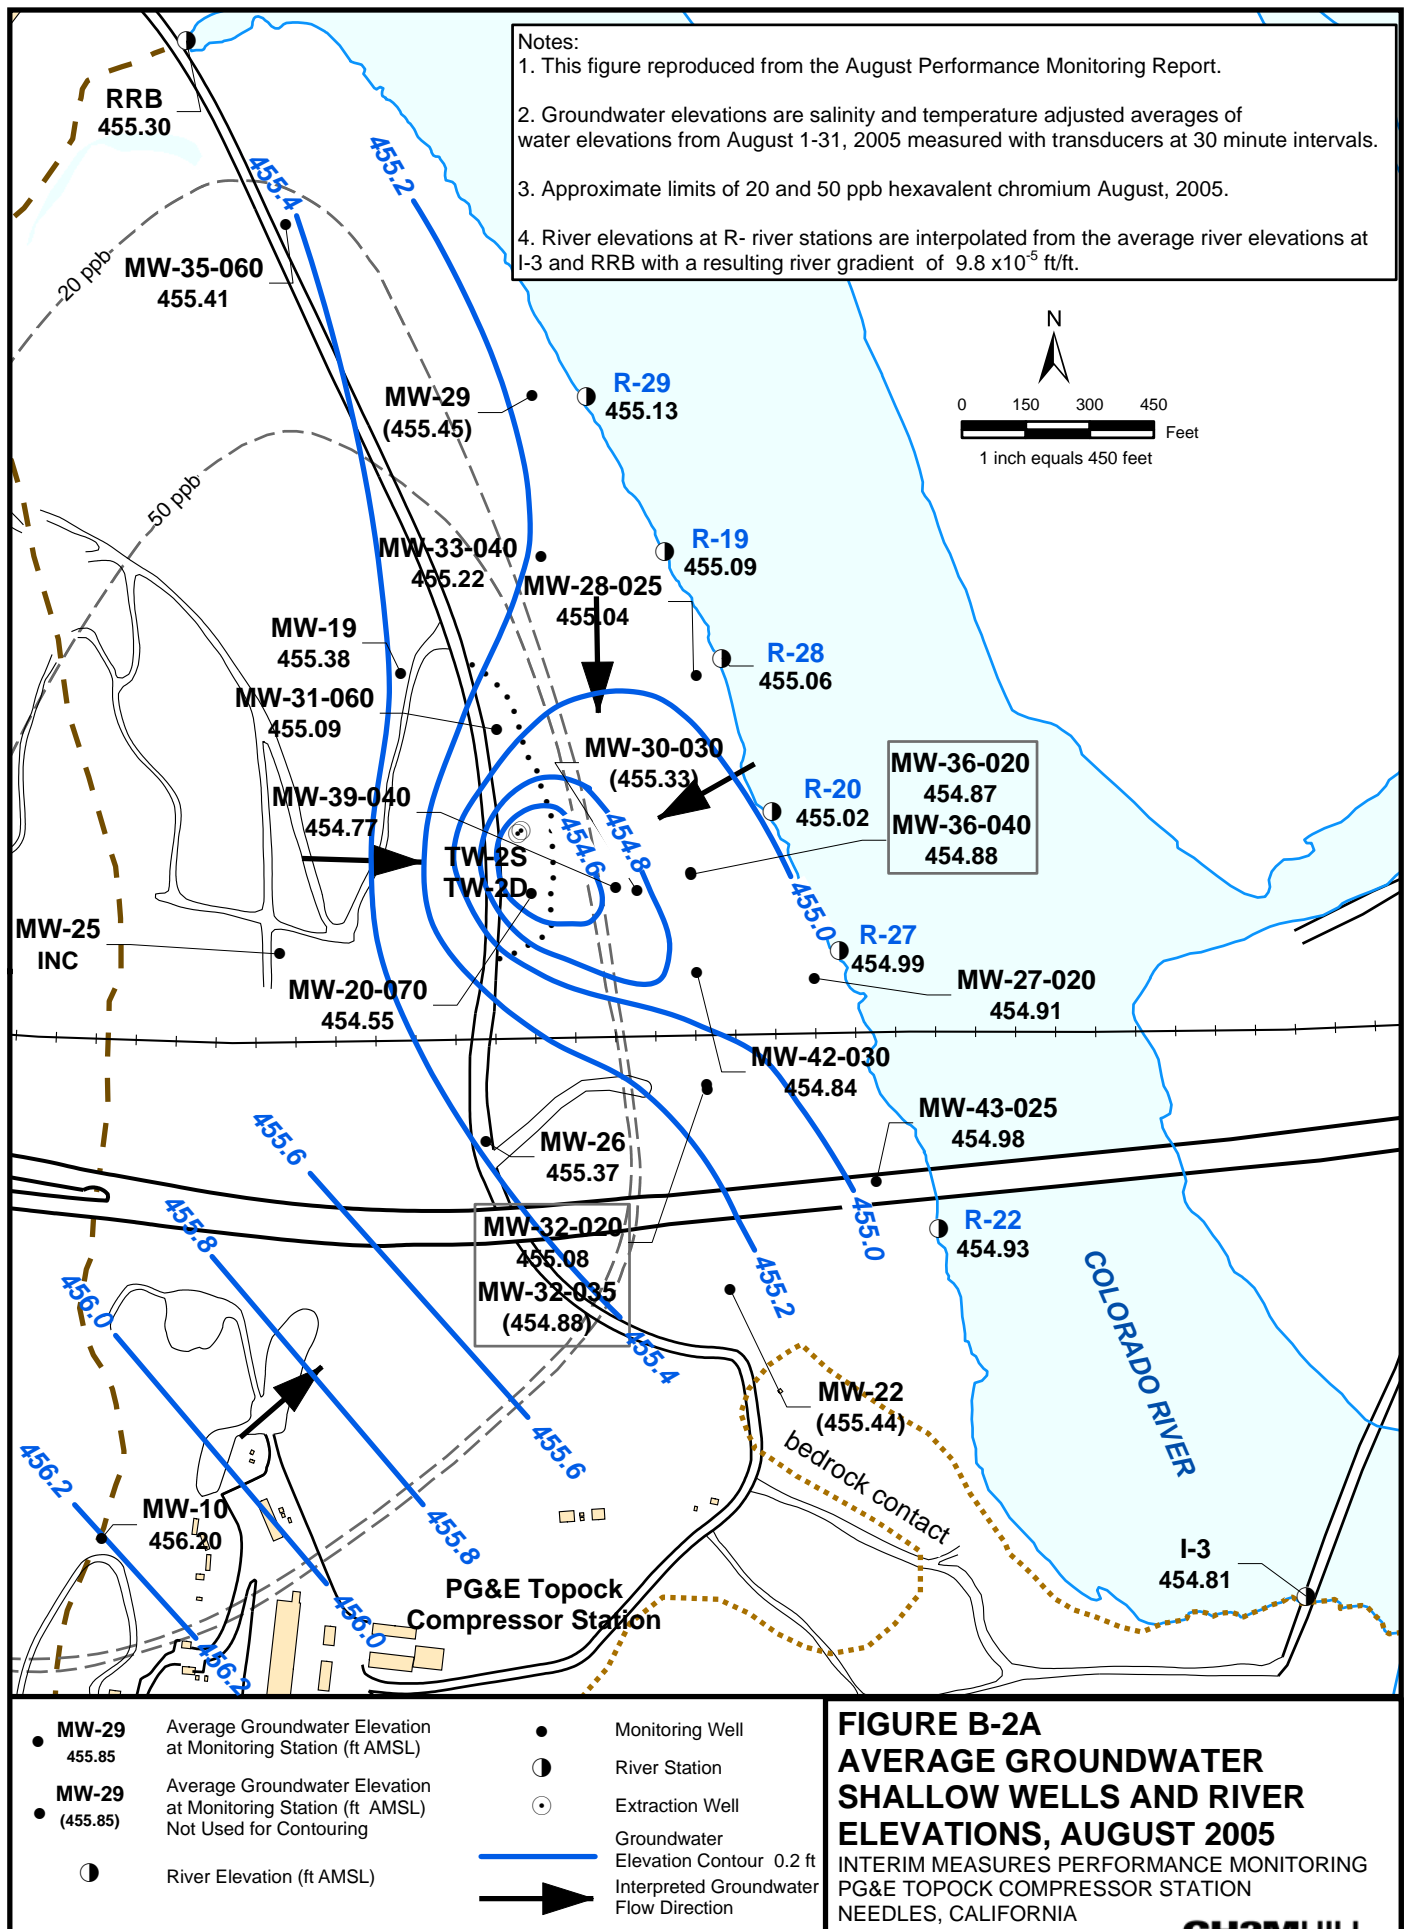 Notes:
1. This figure reproduced from the August Performance Monitoring Report.
2. Groundwater elevations are salinity and temperature adjusted averages of
water elevations from August 1-31, 2005 measured with transducers at 30 minute intervals.
3. Approximate limits of 20 and 50 ppb hexavalent chromium August, 2005.
4. River elevations at R- river stations are interpolated from the average river elevations at
I-3 and RRB with a resulting river gradient of 9.8 x10-5 ft/ft.
RRB
455.30
455.4
455.2
20 ppb
MW-35-060
455.41
N
0 150 300 450
Feet
1 inch equals 450 feet
MW-29
(455.45)
R-29
455.13
50 ppb
MW-33-040
455.22
R-19
455.09
MW-28-025
455.04
MW-19
455.38
R-28
455.06
MW-31-060
455.09
MW-30-030
(455.33)
MW-36-020
454.87
MW-36-040
454.88
MW-39-040
454.77
R-20
455.02
454.6
454.8
TW-2S
TW-2D
455.0
MW-25
INC
R-27
454.99
MW-20-070
454.55
MW-27-020
454.91
MW-42-030
454.84
MW-43-025
454.98
455.6
MW-26
455.37
455.8
MW-32-020
455.08
MW-32-035
(454.88)
455.0
R-22
454.93
456.0
455.2
455.4
COLORADO RIVER
MW-22
(455.44)
bedrock contact
455.6
456.2
MW-10
456.20
455.8
I-3
454.81
PG&E Topock
Compressor Station
456.0
456.2
MW-29
455.85
Average Groundwater Elevation
at Monitoring Station (ft AMSL)
MW-29
(455.85)
Average Groundwater Elevation
at Monitoring Station (ft AMSL)
Not Used for Contouring
River Elevation (ft AMSL)
Monitoring Well
River Station
Extraction Well
Groundwater
Elevation Contour 0.2 ft
Interpreted Groundwater
Flow Direction
FIGURE B-2A
AVERAGE GROUNDWATER
SHALLOW WELLS AND RIVER
ELEVATIONS, AUGUST 2005
INTERIM MEASURES PERFORMANCE MONITORING
PG&E TOPOCK COMPRESSOR STATION
NEEDLES, CALIFORNIA